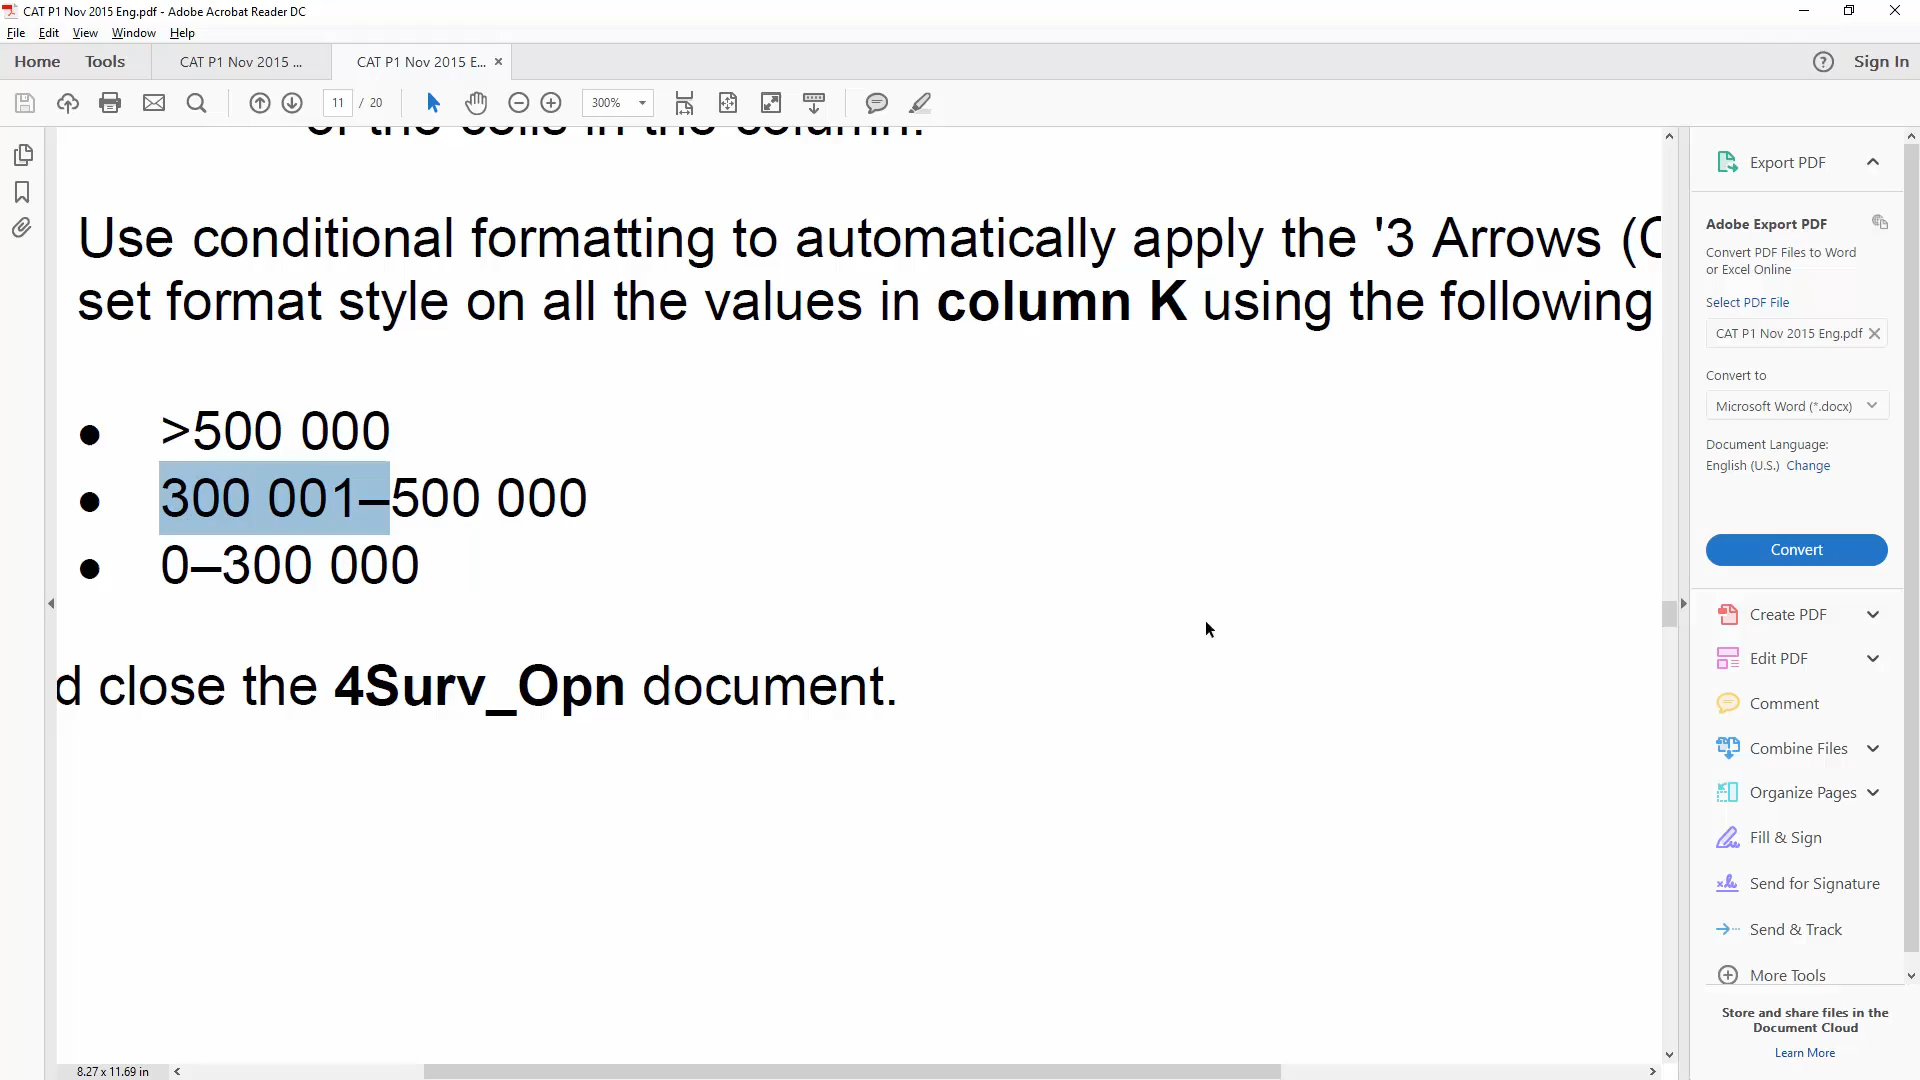 CAT P1 Nov 2015 Eng.pdf - Adobe Acrobat Reader DC
File Edit View Window Help
Home Tools CAT P1 Nov 2015 ... CAT P1 Nov 2015 E... × Sign In
11 / 20 300%
of the cells in the column.
Use conditional formatting to automatically apply the '3 Arrows (C
set format style on all the values in column K using the following
● >500 000
● 300 001–500 000
● 0–300 000
d close the 4Surv_Opn document.
8.27 x 11.69 in
Export PDF
Adobe Export PDF
Convert PDF Files to Word
or Excel Online
Select PDF File
CAT P1 Nov 2015 Eng.pdf
Convert to
Microsoft Word (*.docx)
Document Language:
English (U.S.) Change
Convert
Create PDF
Edit PDF
Comment
Combine Files
Organize Pages
Fill & Sign
Send for Signature
Send & Track
More Tools
Store and share files in the
Document Cloud
Learn More